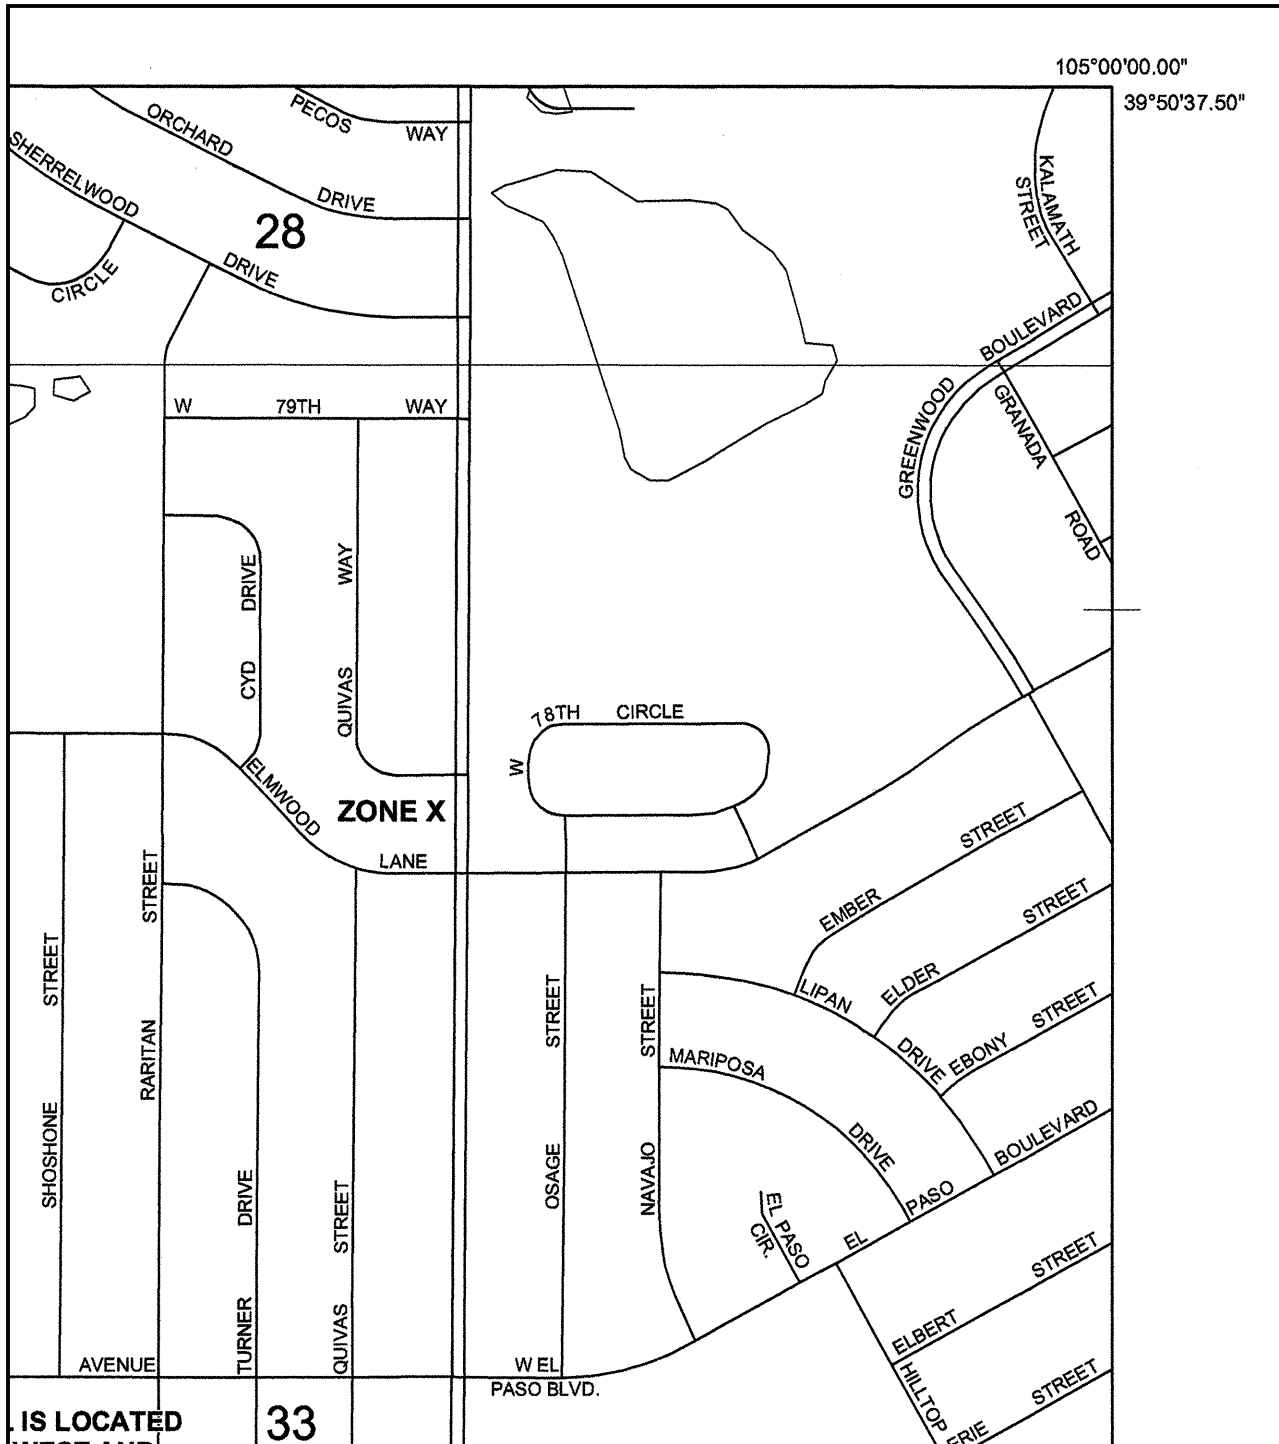 105°00'00.00"
39°50'37.50"
PECOS
WAY
ORCHARD
DRIVE
SHERRELWOOD
DRIVE
28
CIRCLE
KALAMATH
STREET
BOULEVARD
GREENWOOD
GRANADA
ROAD
W 79TH WAY
CYD DRIVE
QUIVAS WAY
W 78TH CIRCLE
ELMWOOD
LANE
ZONE X
EMBER STREET
ELDER STREET
EBONY STREET
LIPAN
DRIVE
MARIPOSA
DRIVE
SHOSHONE STREET
RARITAN STREET
TURNER DRIVE
QUIVAS STREET
OSAGE STREET
NAVAJO STREET
EL PASO
CIR.
EL PASO BOULEVARD
ELBERT STREET
HILLTOP
ERIE STREET
AVENUE
W EL
PASO BLVD.
33
. IS LOCATED
WEST AND